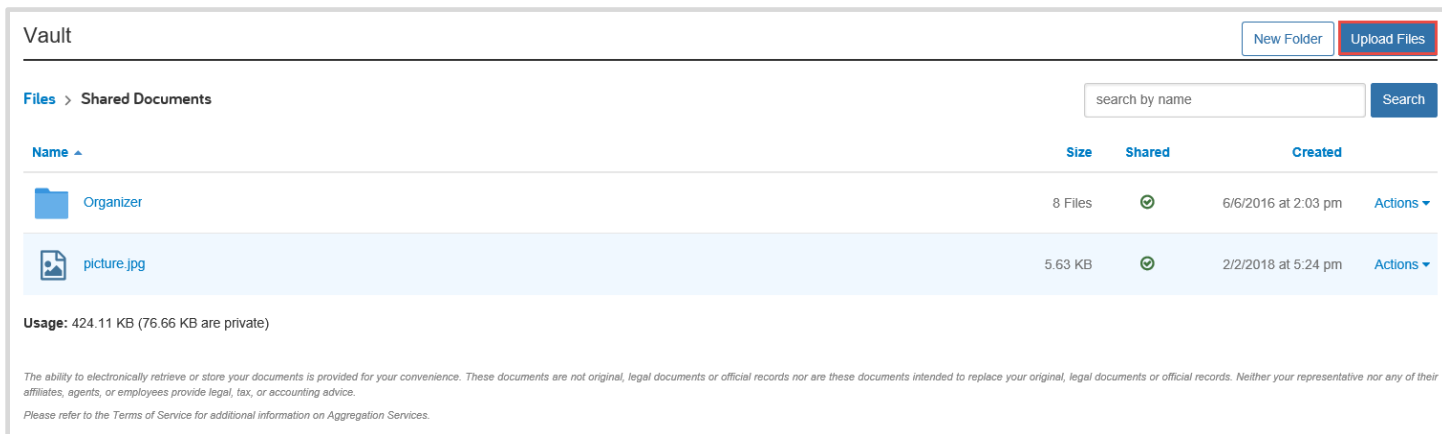 Vault
New Folder
Upload Files
Files > Shared Documents
search by name
Search
Name
Size
Shared
Created
Organizer
8 Files
6/6/2016 at 2:03 pm
Actions
picture.jpg
5.63 KB
2/2/2018 at 5:24 pm
Actions
Usage: 424.11 KB (76.66 KB are private)
The ability to electronically retrieve or store your documents is provided for your convenience. These documents are not original, legal documents or official records nor are these documents intended to replace your original, legal documents or official records. Neither your representative nor any of their
affiliates, agents, or employees provide legal, tax, or accounting advice.
Please refer to the Terms of Service for additional information on Aggregation Services.